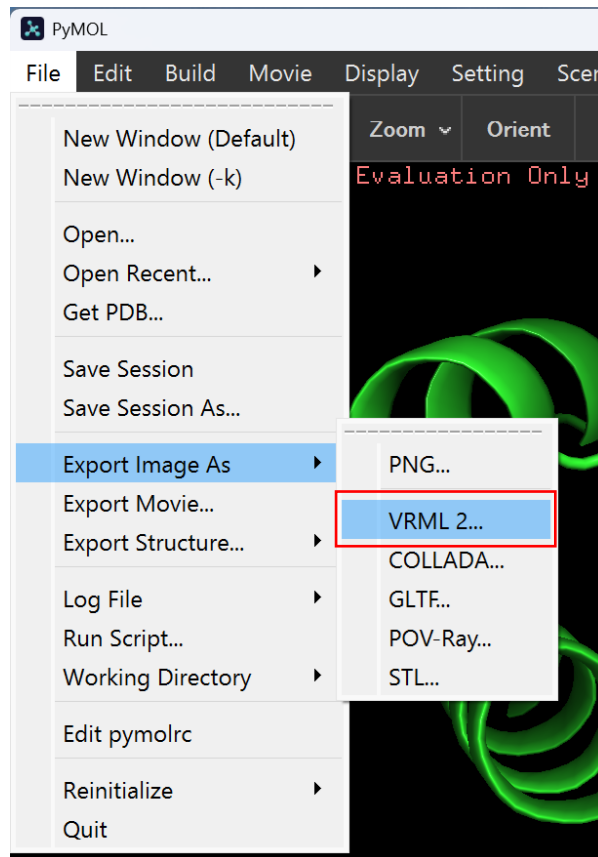 PyMOL
File Edit Build Movie Display Setting
Zoom Orient
Evaluation Only
New Window (Default)
New Window (-k)
Open...
Open Recent...
Get PDB...
Save Session
Save Session As...
Export Image As
Export Movie...
Export Structure...
Log File
Run Script...
Working Directory
Edit pymolrc
Reinitialize
Quit
PNG...
VRML 2...
COLLADA...
GLTF...
POV-Ray...
STL...